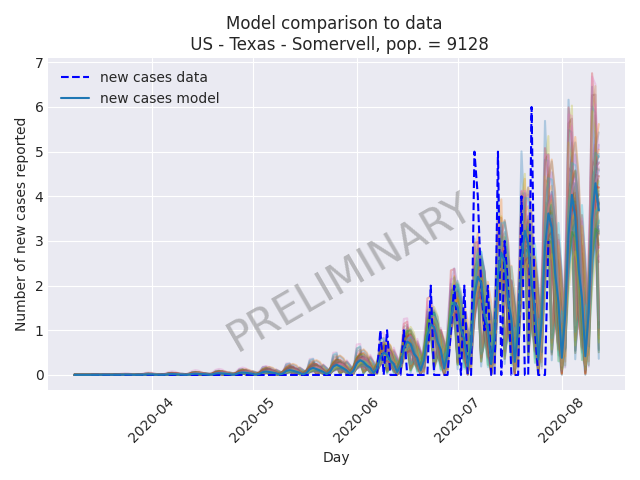 Model comparison to data
US - Texas - Somervell, pop. = 9128
new cases data
new cases model
Number of new cases reported
7
6
5
4
3
2
1
0
PRELIMINARY
2020-04
2020-05
2020-06
2020-07
2020-08
Day